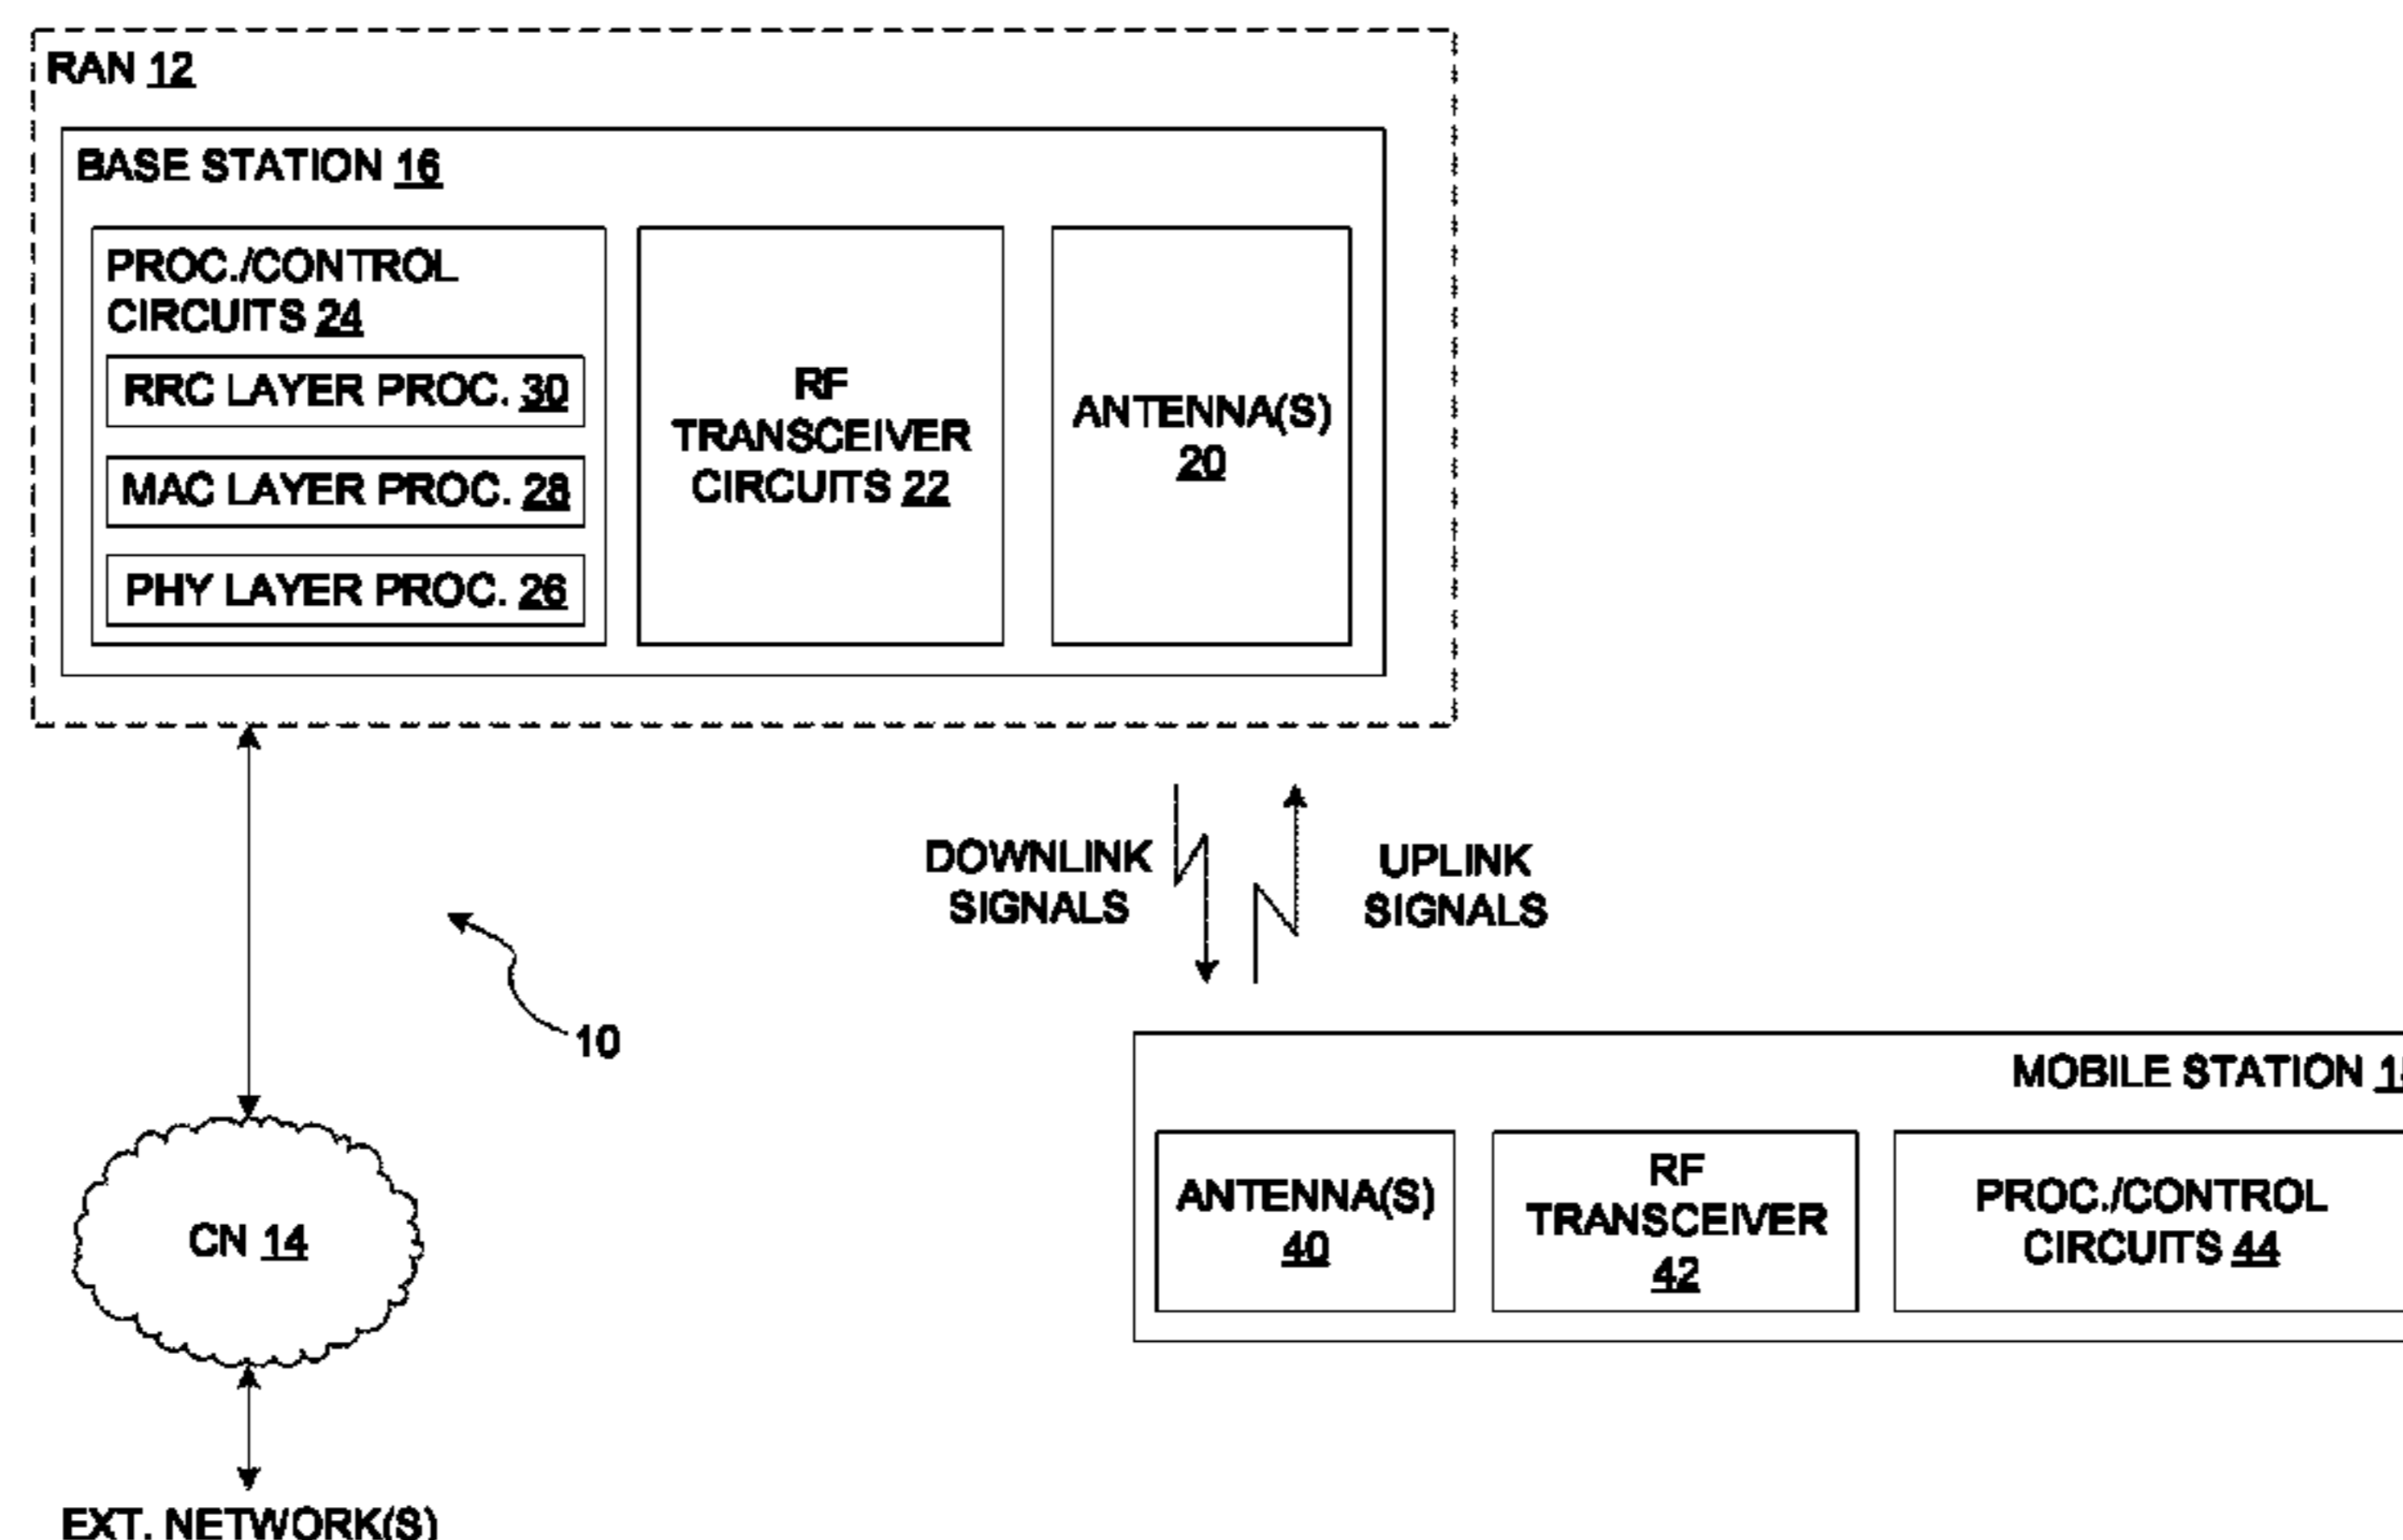 RAN 12
BASE STATION 16
PROC./CONTROL
CIRCUITS 24
RRC LAYER PROC. 30
MAC LAYER PROC. 28
PHY LAYER PROC. 26
RF
TRANSCEIVER
CIRCUITS 22
ANTENNA(S)
20
DOWNLINK
SIGNALS
UPLINK
SIGNALS
10
MOBILE STATION
ANTENNA(S)
40
RF
TRANSCEIVER
42
PROC./CONTROL
CIRCUITS 44
CN 14
EXT. NETWORK(S)